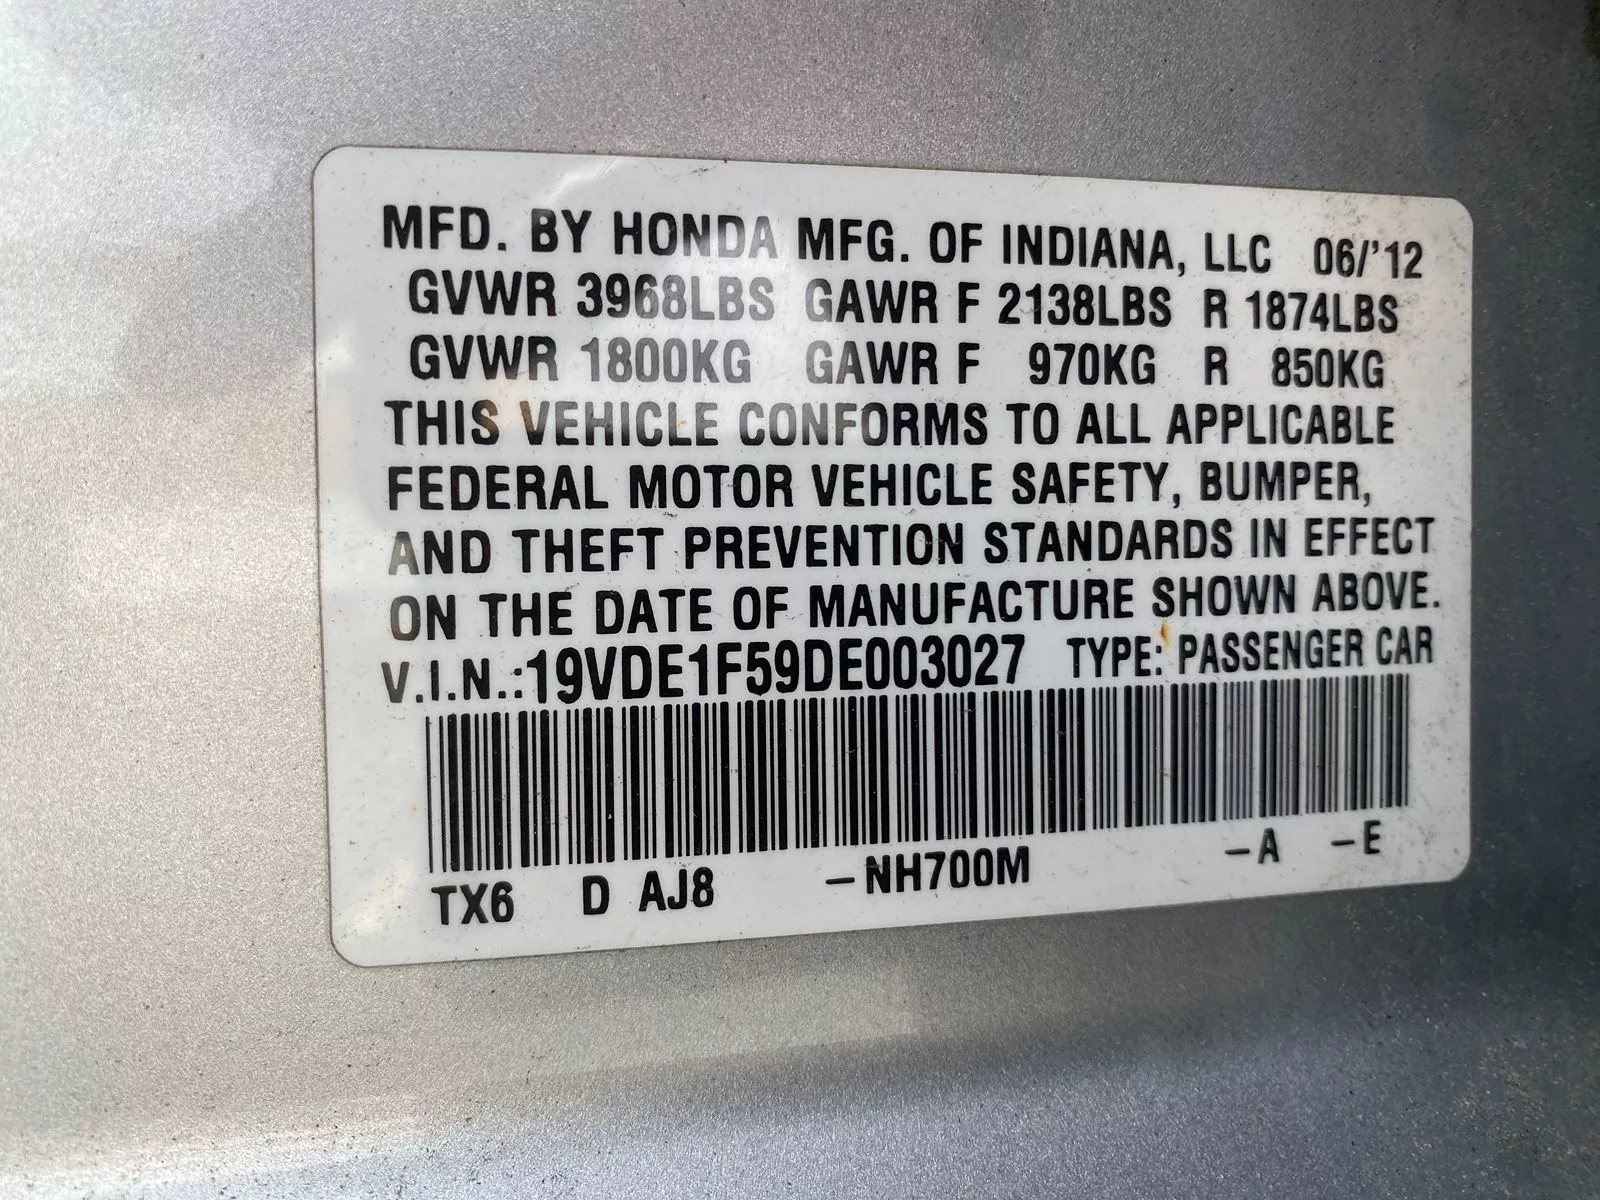 MFD. BY HONDA MFG. OF INDIANA, LLC 06/'12
GVWR 3968LBS GAWR F 2138LBS R 1874LBS
GVWR 1800KG GAWR F 970KG R 850KG
THIS VEHICLE CONFORMS TO ALL APPLICABLE
FEDERAL MOTOR VEHICLE SAFETY, BUMPER,
AND THEFT PREVENTION STANDARDS IN EFFECT
ON THE DATE OF MANUFACTURE SHOWN ABOVE.
V.I.N.:19VDE1F59DE003027 TYPE: PASSENGER CAR
TX6 D AJ8 –NH700M –A –E